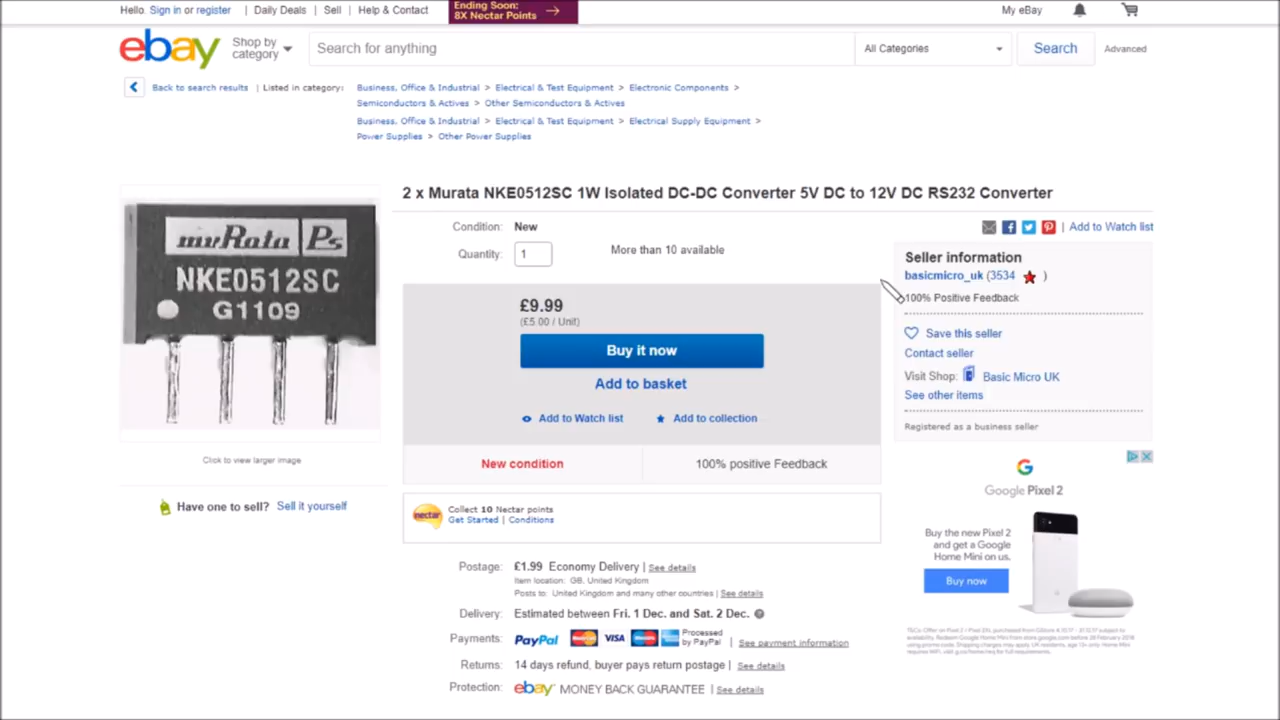 Hello. Sign in or register | Daily Deals | Sell | Help & Contact
Ending Soon:
8X Nectar Points
My eBay
ebay
Shop by
category
Search for anything
All Categories
Search
Advanced
Back to search results | Listed in category:
Business, Office & Industrial > Electrical & Test Equipment > Electronic Components >
Semiconductors & Actives > Other Semiconductors & Actives
Business, Office & Industrial > Electrical & Test Equipment > Electrical Supply Equipment >
Power Supplies > Other Power Supplies
muRata Ps
NKE0512SC
G1109
Click to view larger image
Have one to sell? Sell it yourself
2 x Murata NKE0512SC 1W Isolated DC-DC Converter 5V DC to 12V DC RS232 Converter
Condition: New
Quantity: 1
More than 10 available
£9.99
(£5.00 / Unit)
Buy it now
Add to basket
Add to Watch list
Add to collection
New condition
100% positive Feedback
nectar
Collect 10 Nectar points
Get Started | Conditions
Postage: £1.99 Economy Delivery | See details
Item location: GB, United Kingdom
Posts to: United Kingdom and many other countries | See details
Delivery: Estimated between Fri. 1 Dec. and Sat. 2 Dec.
Payments: PayPal VISA Processed by PayPal | See payment information
Returns: 14 days refund, buyer pays return postage | See details
Protection: ebay MONEY BACK GUARANTEE | See details
| Add to Watch list
Seller information
basicmicro_uk (3534 )
100% Positive Feedback
Save this seller
Contact seller
Visit Shop: Basic Micro UK
See other items
Registered as a business seller
Google Pixel 2
Buy the new Pixel 2
and get a Google
Home Mini on us.
Buy now